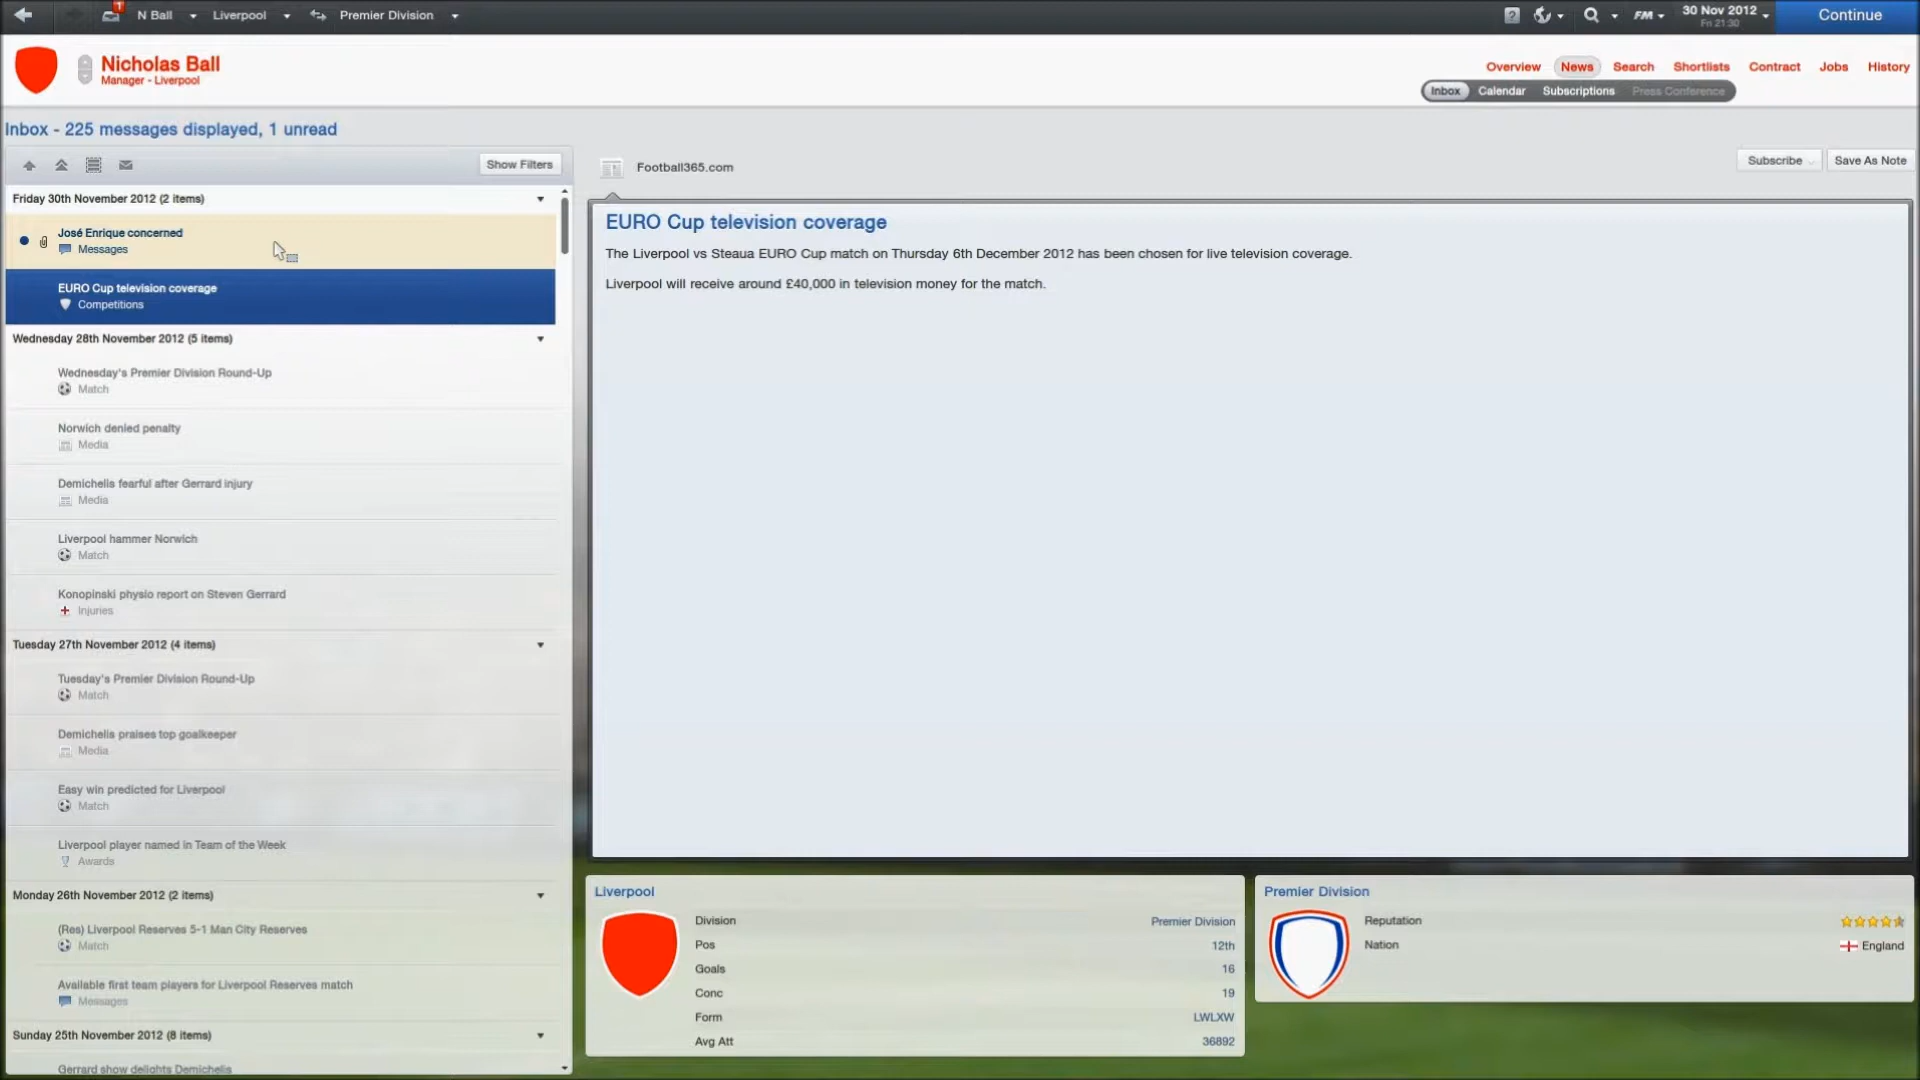 1
N Ball
Liverpool
Premier Division
?
FM
30 Nov 2012
Fri 21:30
Continue
Nicholas Ball
Manager - Liverpool
Overview
News
Search
Shortlists
Contract
Jobs
History
Inbox
Calendar
Subscriptions
Press Conference
Inbox - 225 messages displayed, 1 unread
Show Filters
Football365.com
Subscribe
Save As Note
Friday 30th November 2012 (2 items)
José Enrique concerned
Messages
EURO Cup television coverage
Competitions
Wednesday 28th November 2012 (5 items)
Wednesday's Premier Division Round-Up
Match
Norwich denied penalty
Media
Demichelis fearful after Gerrard injury
Media
Liverpool hammer Norwich
Match
Konopinski physio report on Steven Gerrard
Injuries
Tuesday 27th November 2012 (4 items)
Tuesday's Premier Division Round-Up
Match
Demichelis praises top goalkeeper
Media
Easy win predicted for Liverpool
Match
Liverpool player named in Team of the Week
Awards
Monday 26th November 2012 (2 items)
(Res) Liverpool Reserves 5-1 Man City Reserves
Match
Available first team players for Liverpool Reserves match
Messages
Sunday 25th November 2012 (8 items)
Gerrard show delights Demichelis
EURO Cup television coverage
The Liverpool vs Steaua EURO Cup match on Thursday 6th December 2012 has been chosen for live television coverage.
Liverpool will receive around £40,000 in television money for the match.
Liverpool
Division Premier Division
Pos 12th
Goals 16
Conc 19
Form LWLXW
Avg Att 36892
Premier Division
Reputation
Nation England